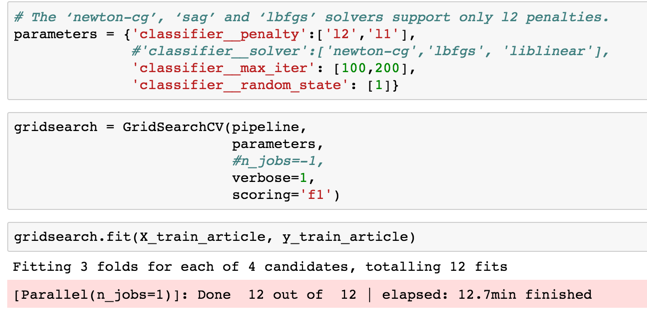 # The ‘newton-cg’, ‘sag’ and ‘lbfgs’ solvers support only l2 penalties.
parameters = {'classifier__penalty':['l2','l1'],
#'classifier__solver':['newton-cg','lbfgs', 'liblinear'],
'classifier__max_iter': [100,200],
'classifier__random_state': [1]}
gridsearch = GridSearchCV(pipeline,
parameters,
#n_jobs=-1,
verbose=1,
scoring='f1')
gridsearch.fit(X_train_article, y_train_article)
Fitting 3 folds for each of 4 candidates, totalling 12 fits
[Parallel(n_jobs=1)]: Done  12 out of  12 | elapsed: 12.7min finished